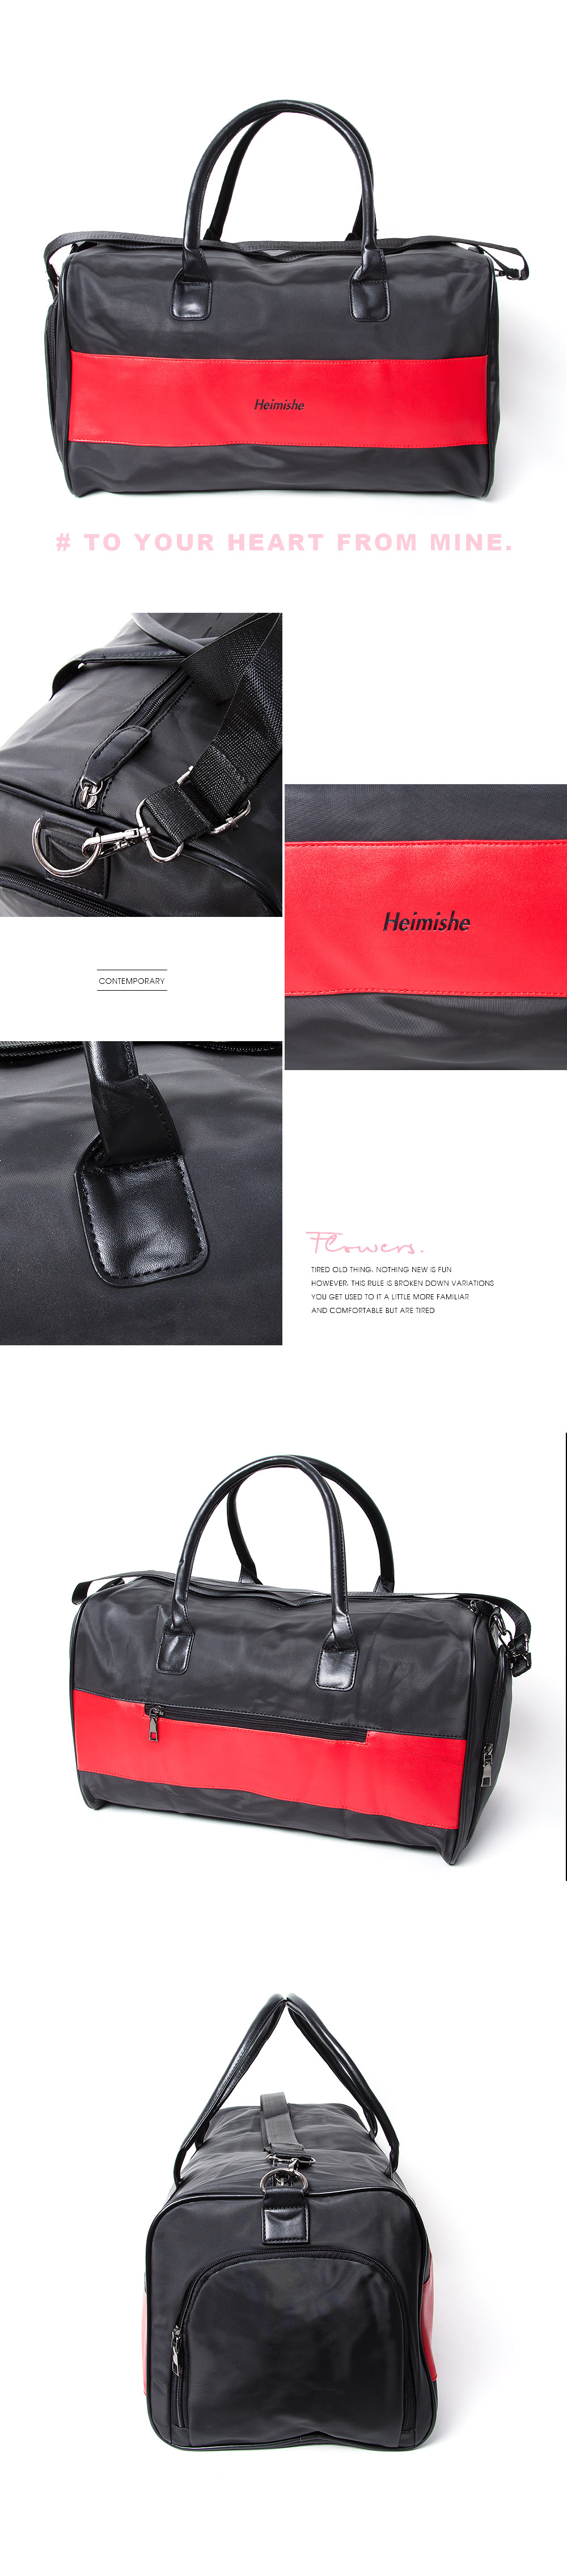 Heimishe
# TO YOUR HEART FROM MINE.
Heimishe
CONTEMPORARY
Flowers.
TIRED OLD THING, NOTHING NEW IS FUN
HOWEVER, THIS RULE IS BROKEN DOWN VARIATIONS
YOU GET USED TO IT A LITTLE MORE FAMILIAR
AND COMFORTABLE BUT ARE TIRED